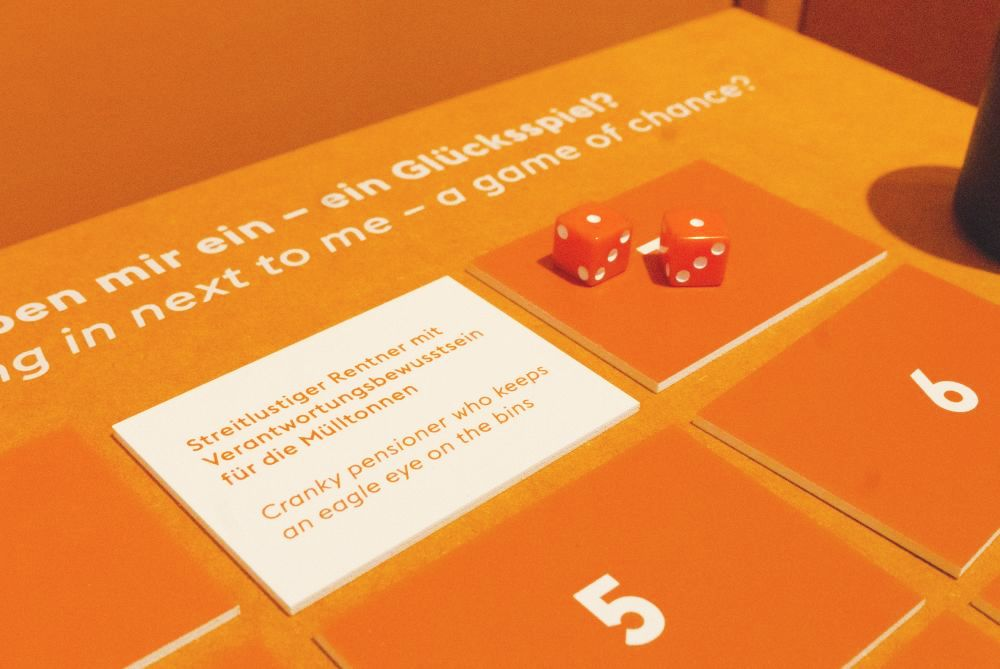 mir ein – ein Glücksspiel?
in next to me – a game of chance?
Streitlustiger Rentner mit
Verantwortungsbewusstsein
für die Mülltonnen
Cranky pensioner who keeps
an eagle eye on the bins
6
5